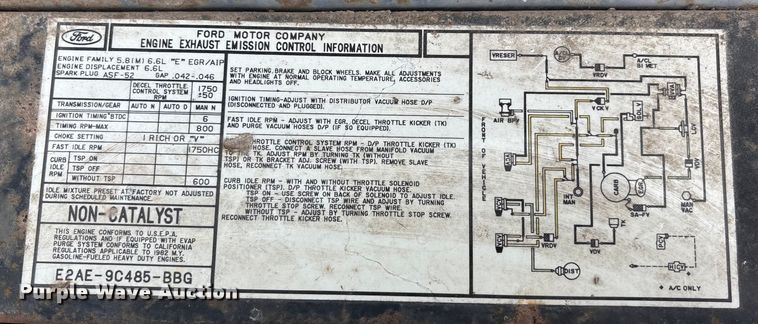 Ford
FORD MOTOR COMPANY
ENGINE EXHAUST EMISSION CONTROL INFORMATION
ENGINE FAMILY 5.8(M) 6.6L "E" EGR/AIP
ENGINE DISPLACEMENT 6.6L
SPARK PLUG ASF-52 GAP .042-.046
DECEL THROTTLE CONTROL SYSTEM RPM 1750 ±50
TRANSMISSION/GEAR AUTO N AUTO D MAN N
IGNITION TIMING °BTDC 6
TIMING RPM-MAX 800
CHOKE SETTING 1 RICH OR "V"
FAST IDLE RPM 1750HC
CURB IDLE RPM
TSP ON
TSP OFF
WITHOUT TSP 600
IDLE MIXTURE PRESET AT FACTORY NOT ADJUSTED
DURING SCHEDULED MAINTENANCE.
NON-CATALYST
THIS ENGINE CONFORMS TO U.S.E.P.A.
REGULATIONS AND IF EQUIPPED WITH EVAP
PURGE SYSTEM CONFORMS TO CALIFORNIA
REGULATIONS APPLICABLE TO 1982 M.Y.
GASOLINE-FUELED HEAVY DUTY ENGINES.
E2AE-9C485-BBG
SET PARKING BRAKE AND BLOCK WHEELS. MAKE ALL ADJUSTMENTS
WITH ENGINE AT NORMAL OPERATING TEMPERATURE, ACCESSORIES
AND HEADLIGHTS OFF.
IGNITION TIMING-ADJUST WITH DISTRIBUTOR VACUUM HOSE D/P
(DISCONNECTED AND PLUGGED).
FAST IDLE RPM - ADJUST WITH EGR, DECEL THROTTLE KICKER (TK)
AND PURGE VACUUM HOSES D/P (IF SO EQUIPPED).
THROTTLE CONTROL SYSTEM RPM - D/P THROTTLE KICKER (TK)
HOSE. CONNECT A SLAVE HOSE FROM MANIFOLD VACUUM
TK. ADJUST RPM BY TURNING TK (WITHOUT
TSP) OR TK BRACKET ADJ. SCREW (WITH TSP). REMOVE SLAVE
HOSE, RECONNECT TK VACUUM HOSE.
CURB IDLE RPM - WITH AND WITHOUT THROTTLE SOLENOID
POSITIONER (TSP). D/P THROTTLE KICKER VACUUM HOSE.
TSP ON - USE SCREW ON BACK OF SOLENOID TO ADJUST IDLE.
TSP OFF - DISCONNECT TSP WIRE AND ADJUST BY TURNING
THROTTLE STOP SCREW. RECONNECT TSP WIRE.
WITHOUT TSP - ADJUST BY TURNING THROTTLE STOP SCREW.
RECONNECT THROTTLE KICKER HOSE.
FRONT OF VEHICLE
VRESER
VRDV
A/CL
BI MET
AIR BPV
V CK V
SOLV
LCV
VCV
INT
MAN
CARB
EGR
SA-FV
MAN
VAC
VRDV
TK
VDV
PCV
DIST
HCV
* A/C ONLY
Purple Wave Auction